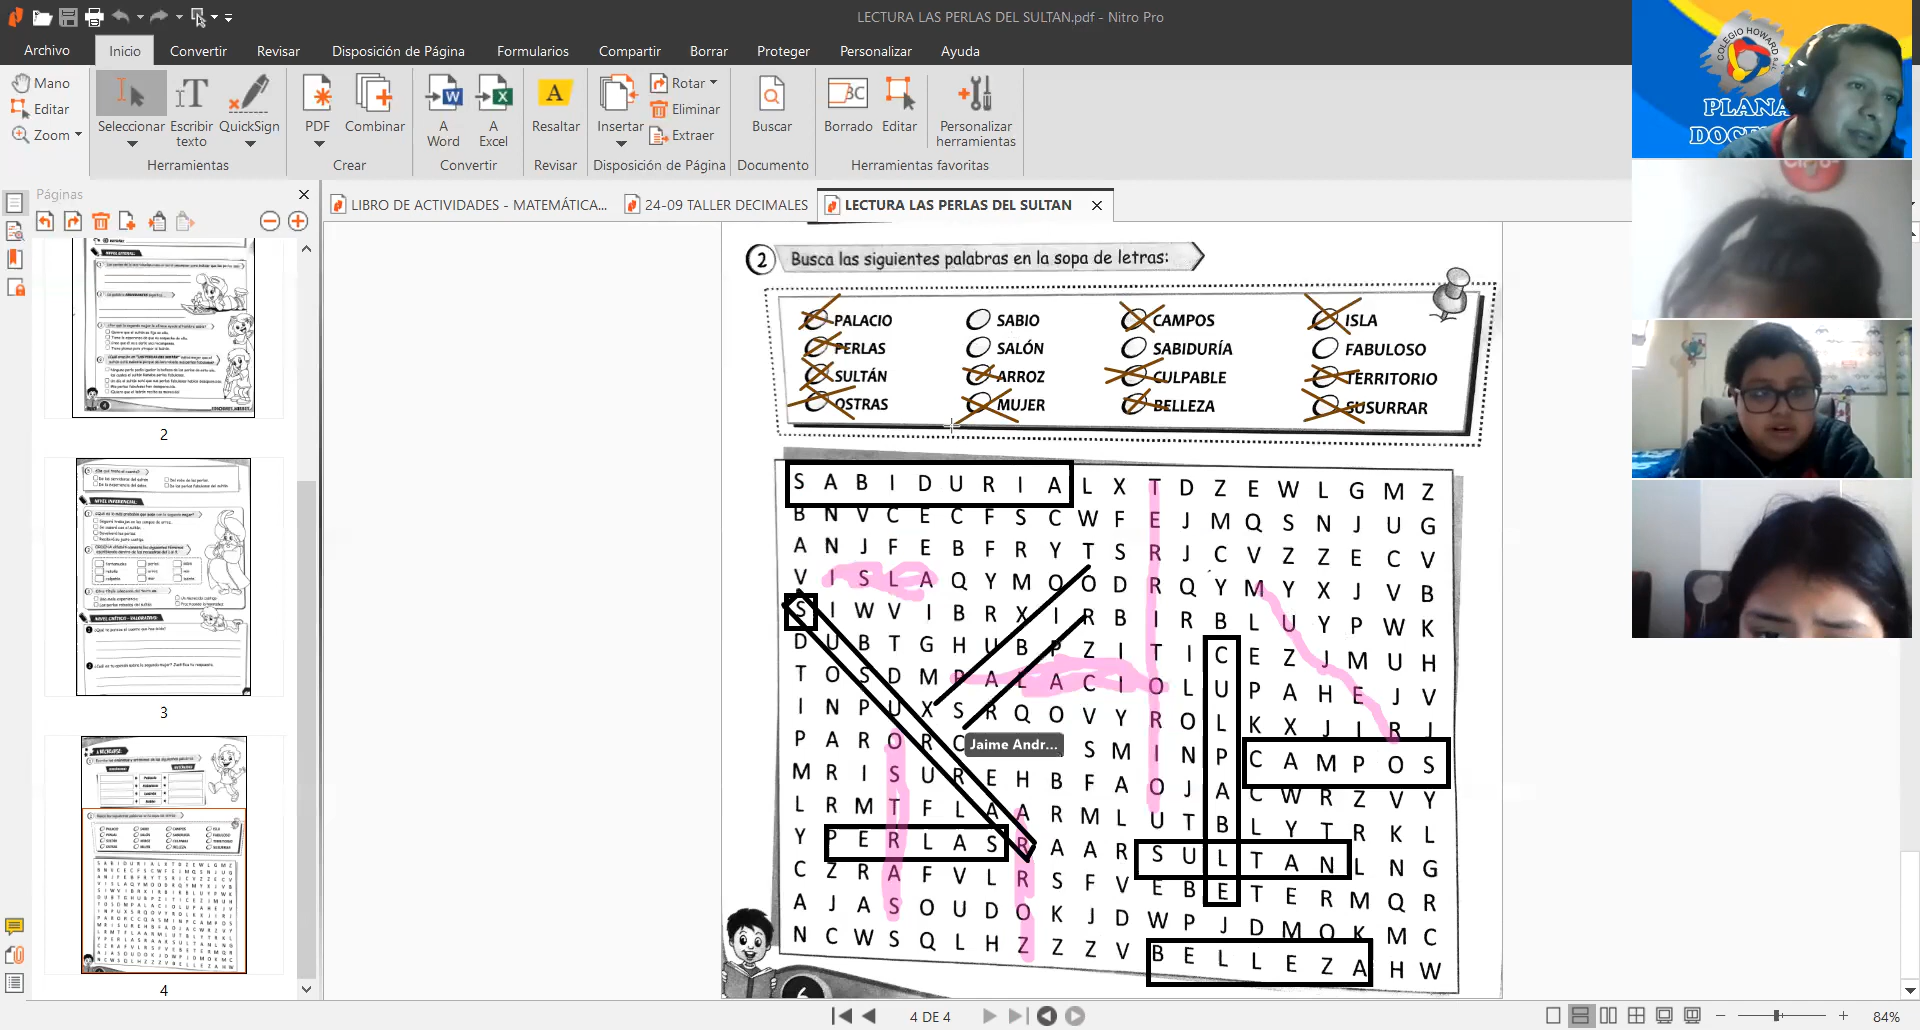 LECTURA LAS PERLAS DEL SULTAN.pdf - Nitro Pro
Archivo Inicio Convertir Revisar Disposición de Página Formularios Compartir Borrar Proteger Personalizar Ayuda
Mano
Editar
Zoom
Seleccionar Escribir texto QuickSign
Herramientas
PDF Combinar
Crear
A Word A Excel
Convertir
Resaltar
Revisar
Insertar Rotar Eliminar Extraer
Disposición de Página
Buscar
Documento
Borrado Editar
Personalizar herramientas
Herramientas favoritas
COLEGIO HOWARD
PLANA
Páginas
LIBRO DE ACTIVIDADES - MATEMÁTICA... 24-09 TALLER DECIMALES LECTURA LAS PERLAS DEL SULTAN
2 Busca las siguientes palabras en la sopa de letras:
PALACIO SABIO CAMPOS ISLA
PERLAS SALÓN SABIDURÍA FABULOSO
SULTÁN ARROZ CULPABLE TERRITORIO
OSTRAS MUJER BELLEZA SUSURRAR
S A B I D U R I A L X T D Z E W L G M Z
B N V C E C F S C W F E J M Q S N J U G
A N J F E B F R Y T S R J C V Z Z E C V
V I S L A Q Y M O O D R Q Y M Y X J V B
S I W V I B R X I R B I R B L U Y P W K
D U B T G H U B P Z I T I C E Z J M U H
T O S D M P A L A C I O L U P A H E J V
I N P U X S R Q O V Y R O L K X J I R J
P A R O R C S M I N P C A M P O S
M R I S U R E H B F A O J A C W R Z V Y
L R M T F L A A R M L U T B L Y T R K L
Y P E R L A S R A A R S U L T A N L N G
C Z R A F V L R S F V E B E T E R M Q R
A J A S O U D O K J D W P J D M O K M C
N C W S Q L H Z Z Z V B E L L E Z A H W
Jaime Andr...
6
2
3
4
4 DE 4
84%